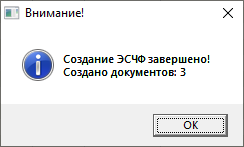 Внимание!
Создание ЭСЧФ завершено!
Создано документов: 3
OK